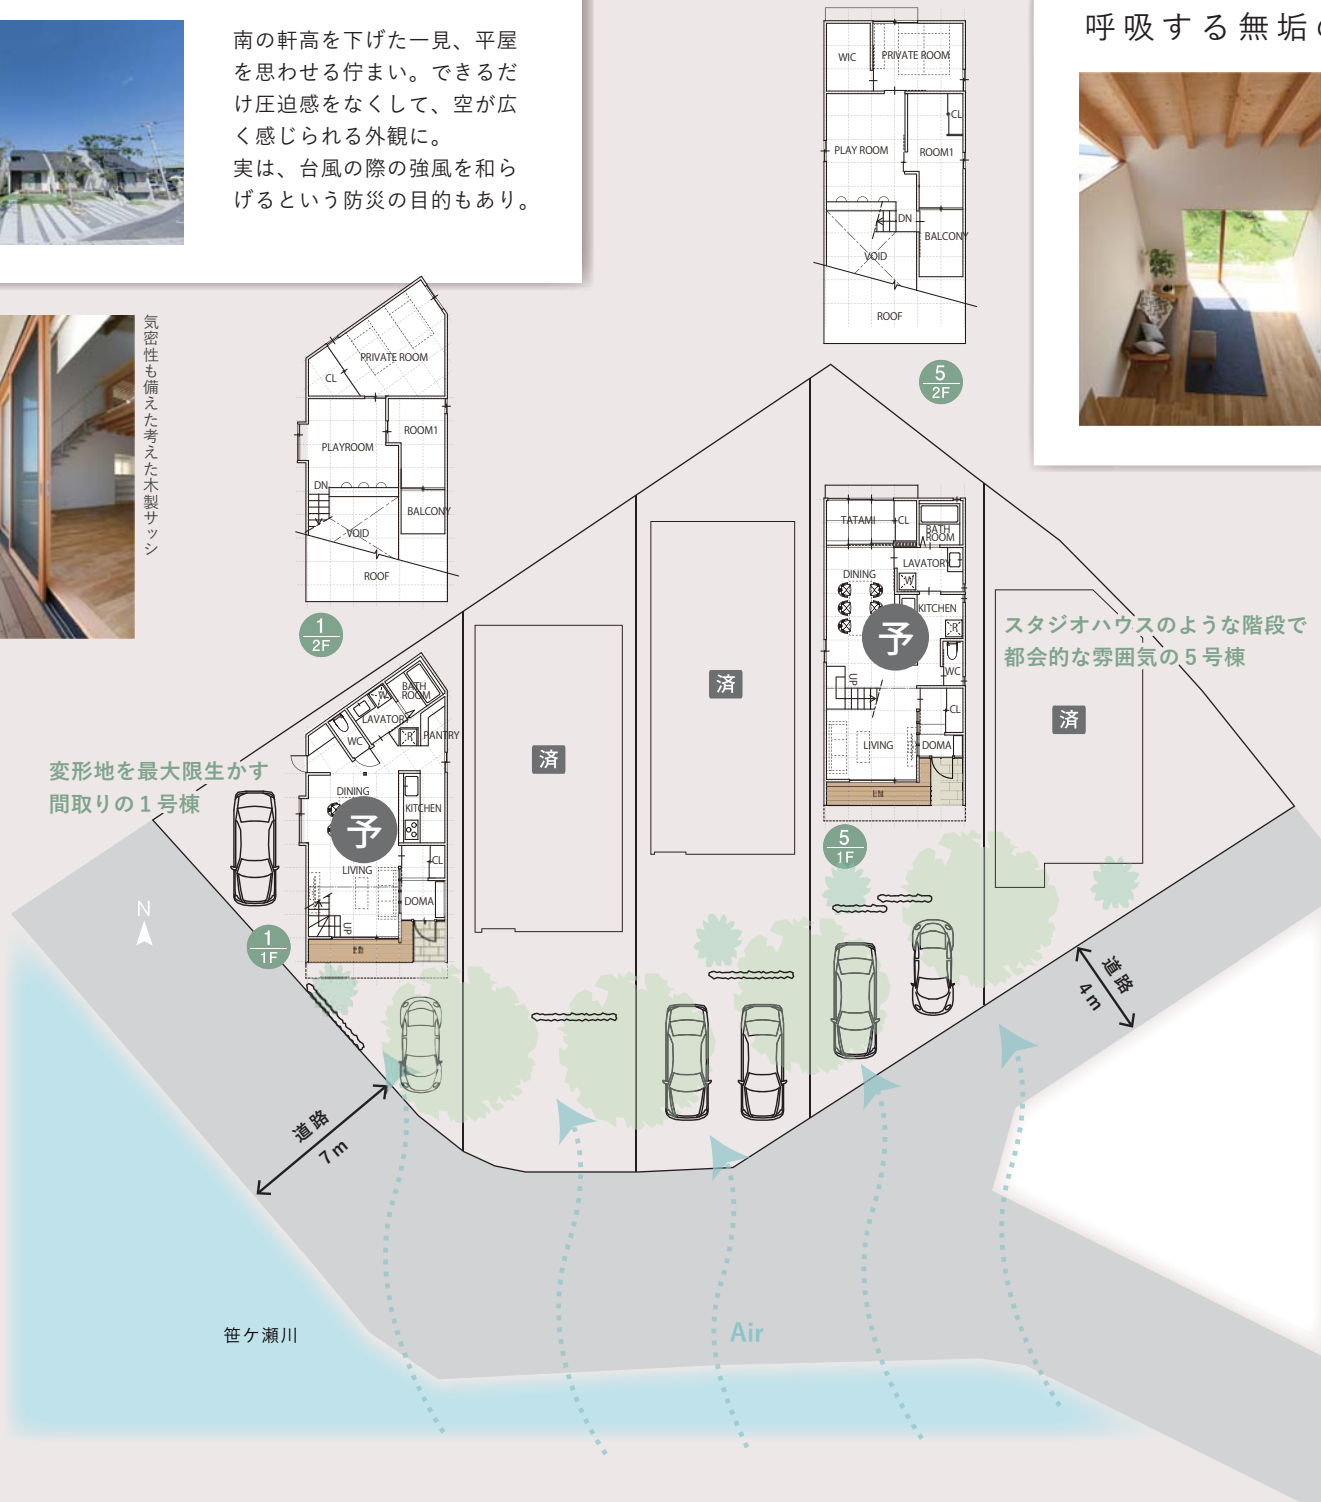 南の軒高を下げた一見、平屋
を思わせる佇まい。できるだ
け圧迫感をなくして、空が広
く感じられる外観に。
実は、台風の際の強風を和ら
げるという防災の目的もあり。
呼吸する無垢
気密性も備えた考えた木製サッシ
WIC
PRIVATE ROOM
CL
PLAY ROOM
ROOM1
DN
BALCONY
VOID
ROOF
5
2F
PRIVATE ROOM
CL
ROOM1
PLAYROOM
DN
BALCONY
VOID
ROOF
1
2F
TATAMI
CL
BATH
ROOM
LAVATORY
DINING
W
KITCHEN
予
R
WC
UP
CL
LIVING
DOMA
5
1F
スタジオハウスのような階段で
都会的な雰囲気の5号棟
済
済
済
BATH
ROOM
W
LAVATORY
WC
R
PANTRY
DINING
KITCHEN
予
LIVING
CL
DOMA
UP
1
1F
変形地を最大限生かす
間取りの1号棟
N
道路
4m
道路
7m
Air
笹ケ瀬川